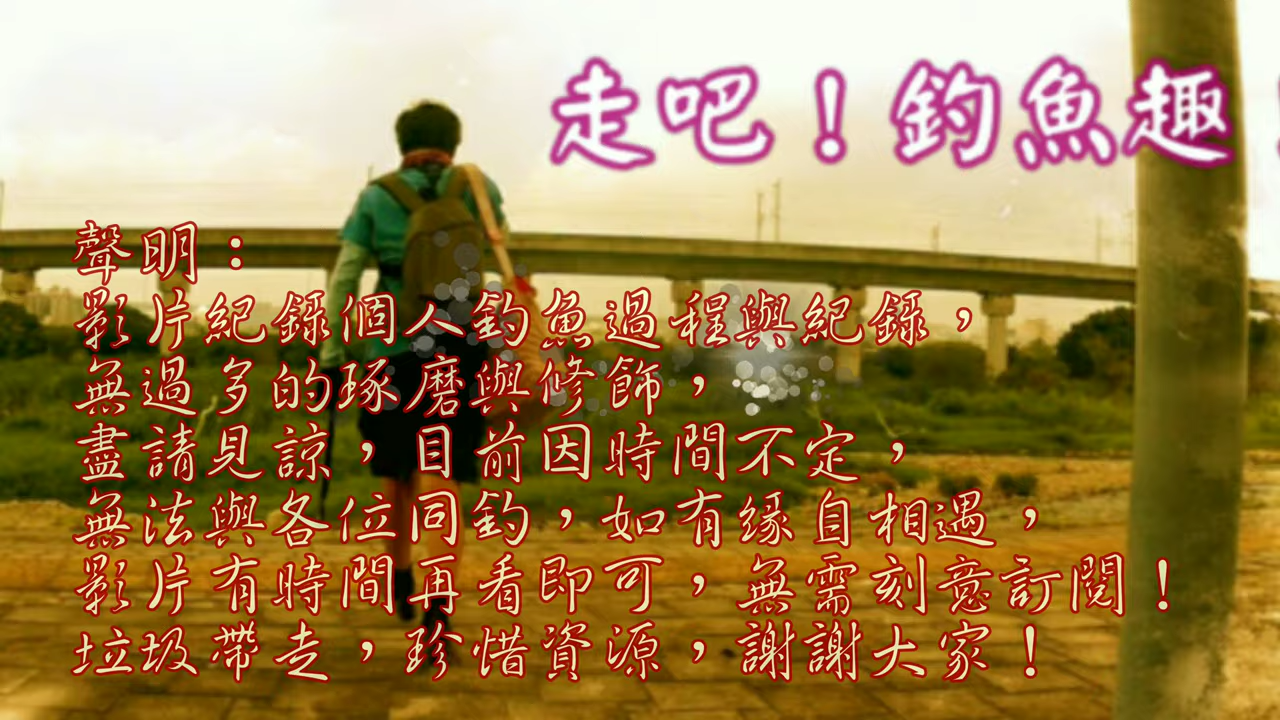 走吧！釣魚趣！
聲明：
影片紀錄個人釣魚過程與紀錄，
無過多的琢磨與修飾，
盡請見諒，目前因時間不定，
無法與各位同釣，如有緣自相遇，
影片有時間再看即可，無需刻意訂閱！
垃圾帶走，珍惜資源，謝謝大家！